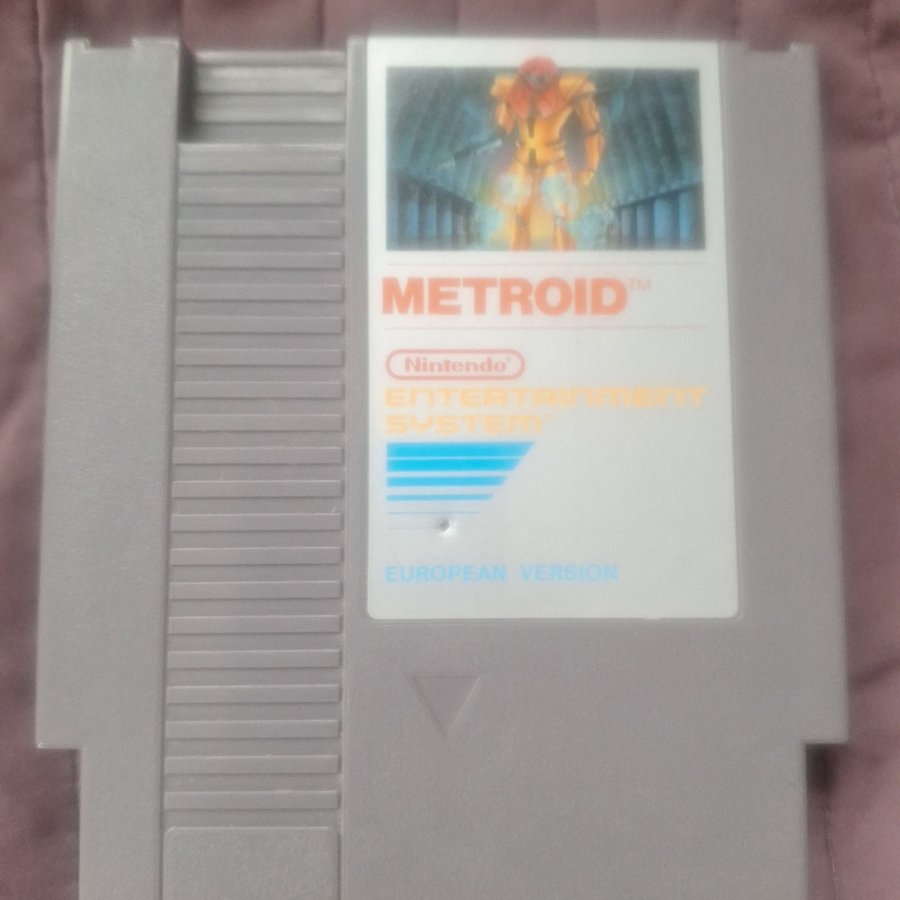 METROID™
Nintendo®
ENTERTAINMENT
SYSTEM™
EUROPEAN VERSION